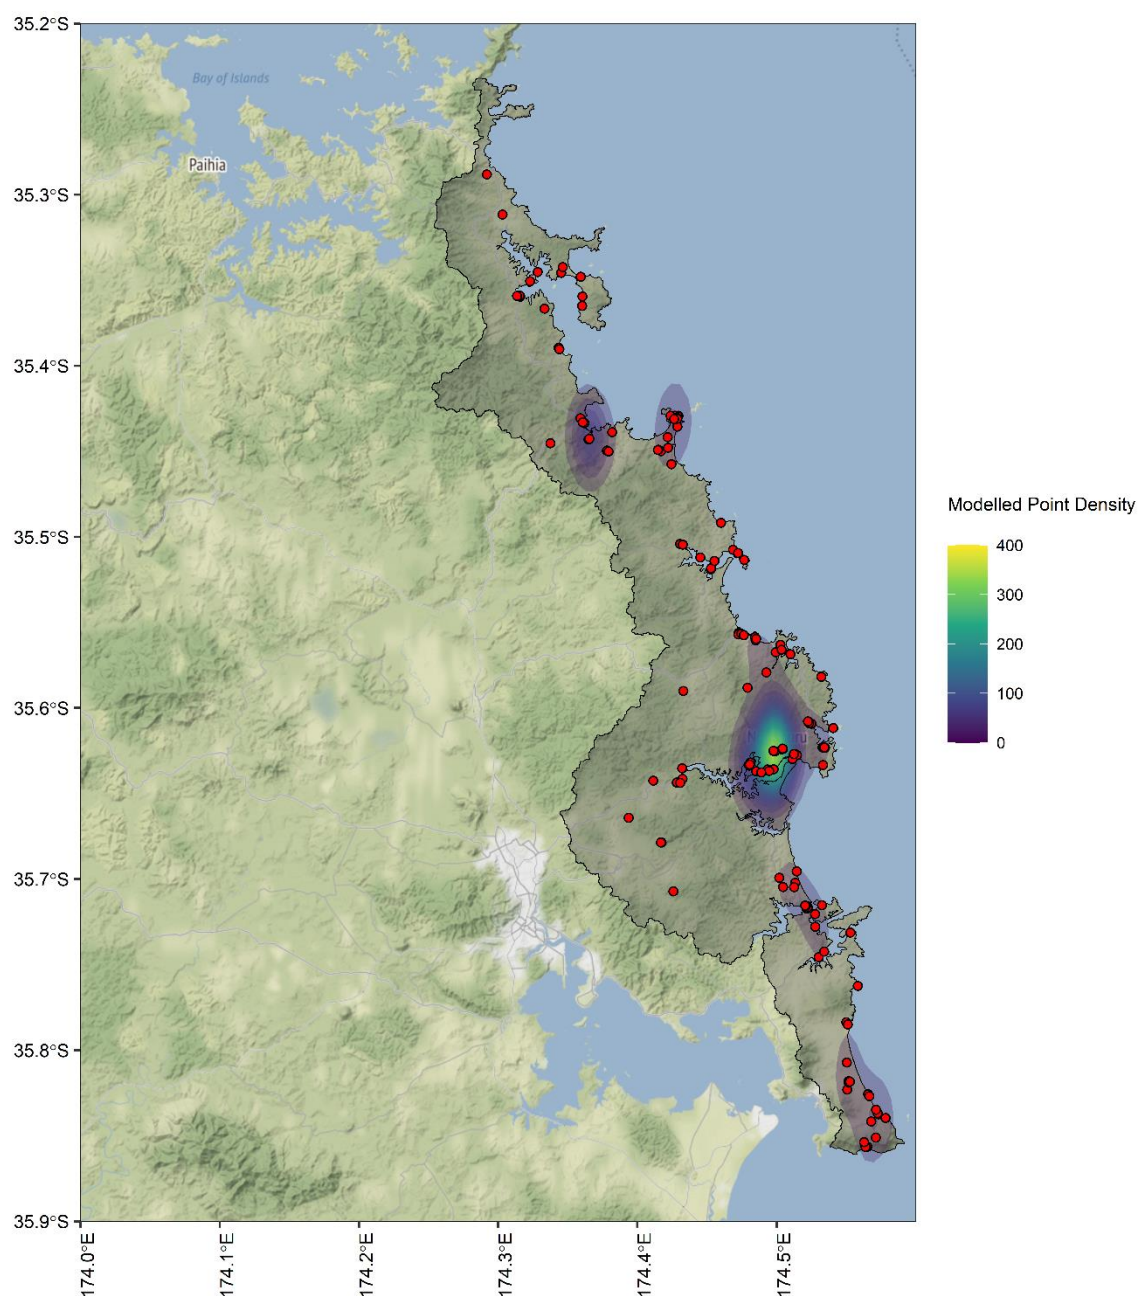 35.2°S
Bay of Islands
Paihia
35.3°S
35.4°S
35.5°S
Modelled Point Density
400
300
200
100
0
35.6°S
35.7°S
35.8°S
35.9°S
174.0°E
174.1°E
174.2°E
174.3°E
174.4°E
174.5°E